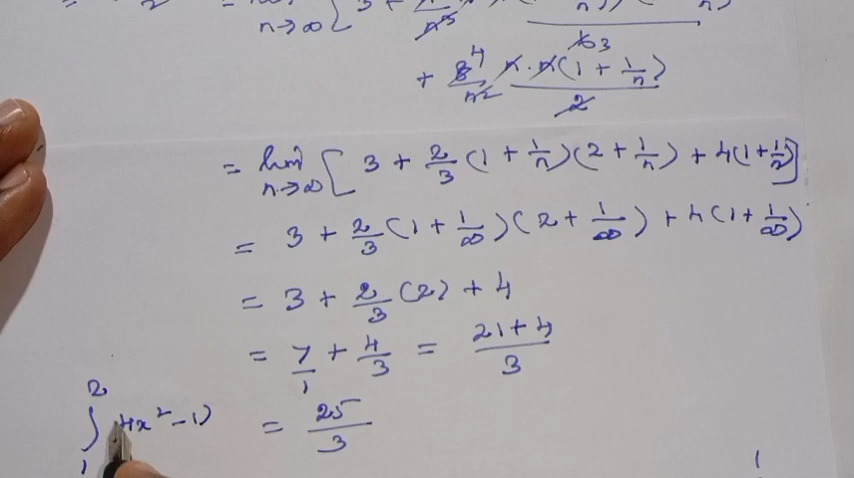 = lim n→∞ [ 3 +
+ 8 4 / n² n·n(1 + 1/n) / 2
= lim n→∞ [ 3 + 2/3 (1 + 1/n)(2 + 1/n) + 4(1 + 1/n) ]
= 3 + 2/3 (1 + 1/∞)(2 + 1/∞) + 4(1 + 1/∞)
= 3 + 2/3 (2) + 4
= 7/1 + 4/3 = 21+4/3
∫₁² 4x² - 1) = 25/3